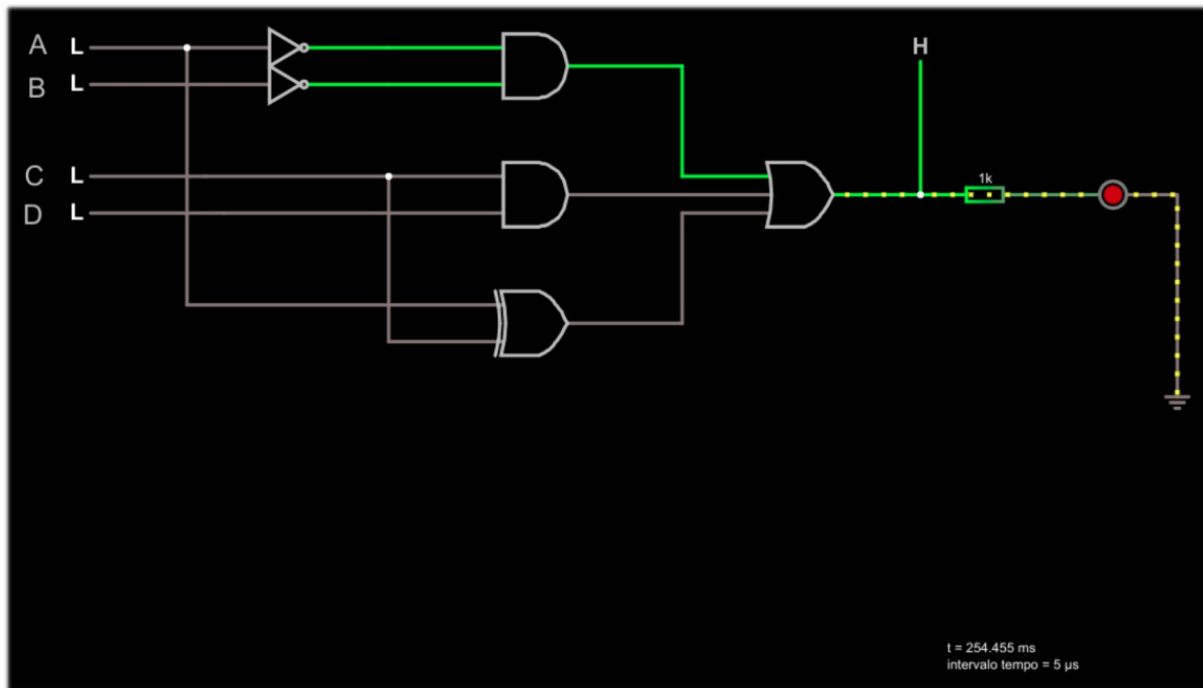 A L
B L
C L
D L
H
1k
t = 254.455 ms
intervalo tempo = 5 µs